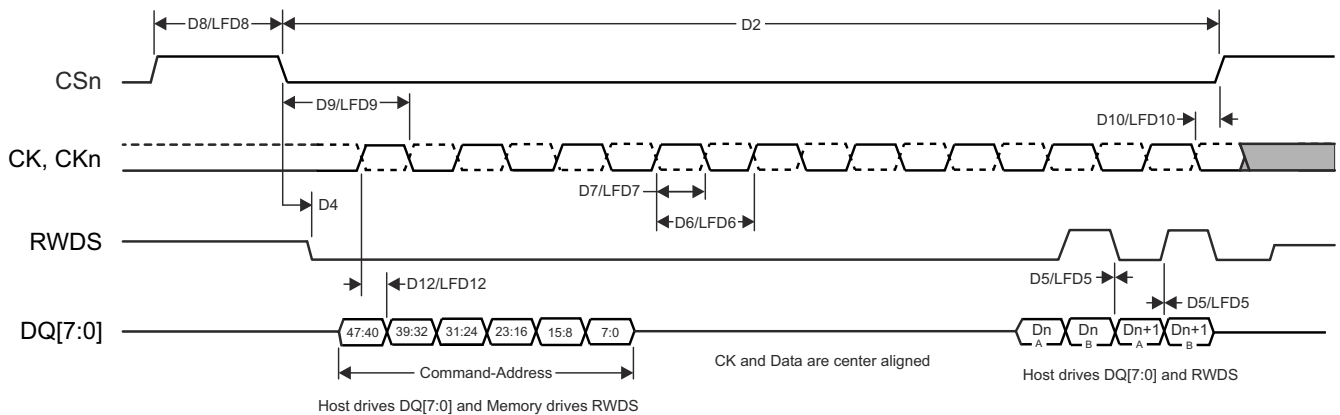 D8/LFD8
D2
CSn
D9/LFD9
D10/LFD10
CK, CKn
D7/LFD7
D4
D6/LFD6
RWDS
D12/LFD12
D5/LFD5
D5/LFD5
DQ[7:0]
47:40 39:32 31:24 23:16 15:8 7:0
Dn A Dn B Dn+1 A Dn+1 B
Command-Address
CK and Data are center aligned
Host drives DQ[7:0] and RWDS
Host drives DQ[7:0] and Memory drives RWDS